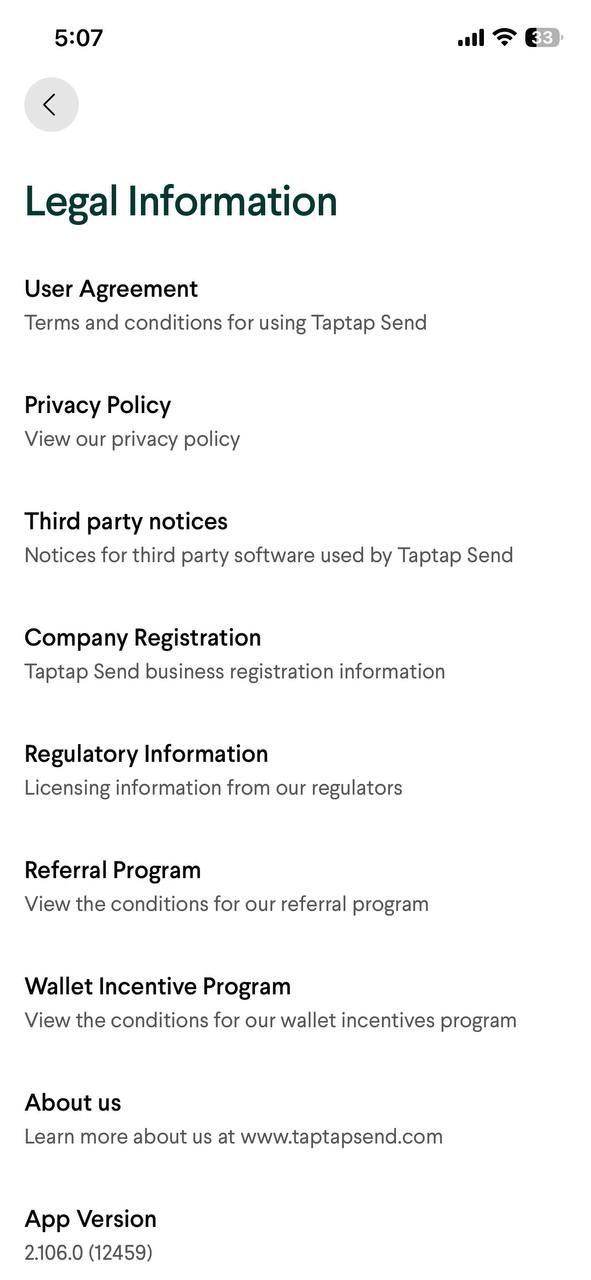 5:07
33
Legal Information
User Agreement
Terms and conditions for using Taptap Send
Privacy Policy
View our privacy policy
Third party notices
Notices for third party software used by Taptap Send
Company Registration
Taptap Send business registration information
Regulatory Information
Licensing information from our regulators
Referral Program
View the conditions for our referral program
Wallet Incentive Program
View the conditions for our wallet incentives program
About us
Learn more about us at www.taptapsend.com
App Version
2.106.0 (12459)